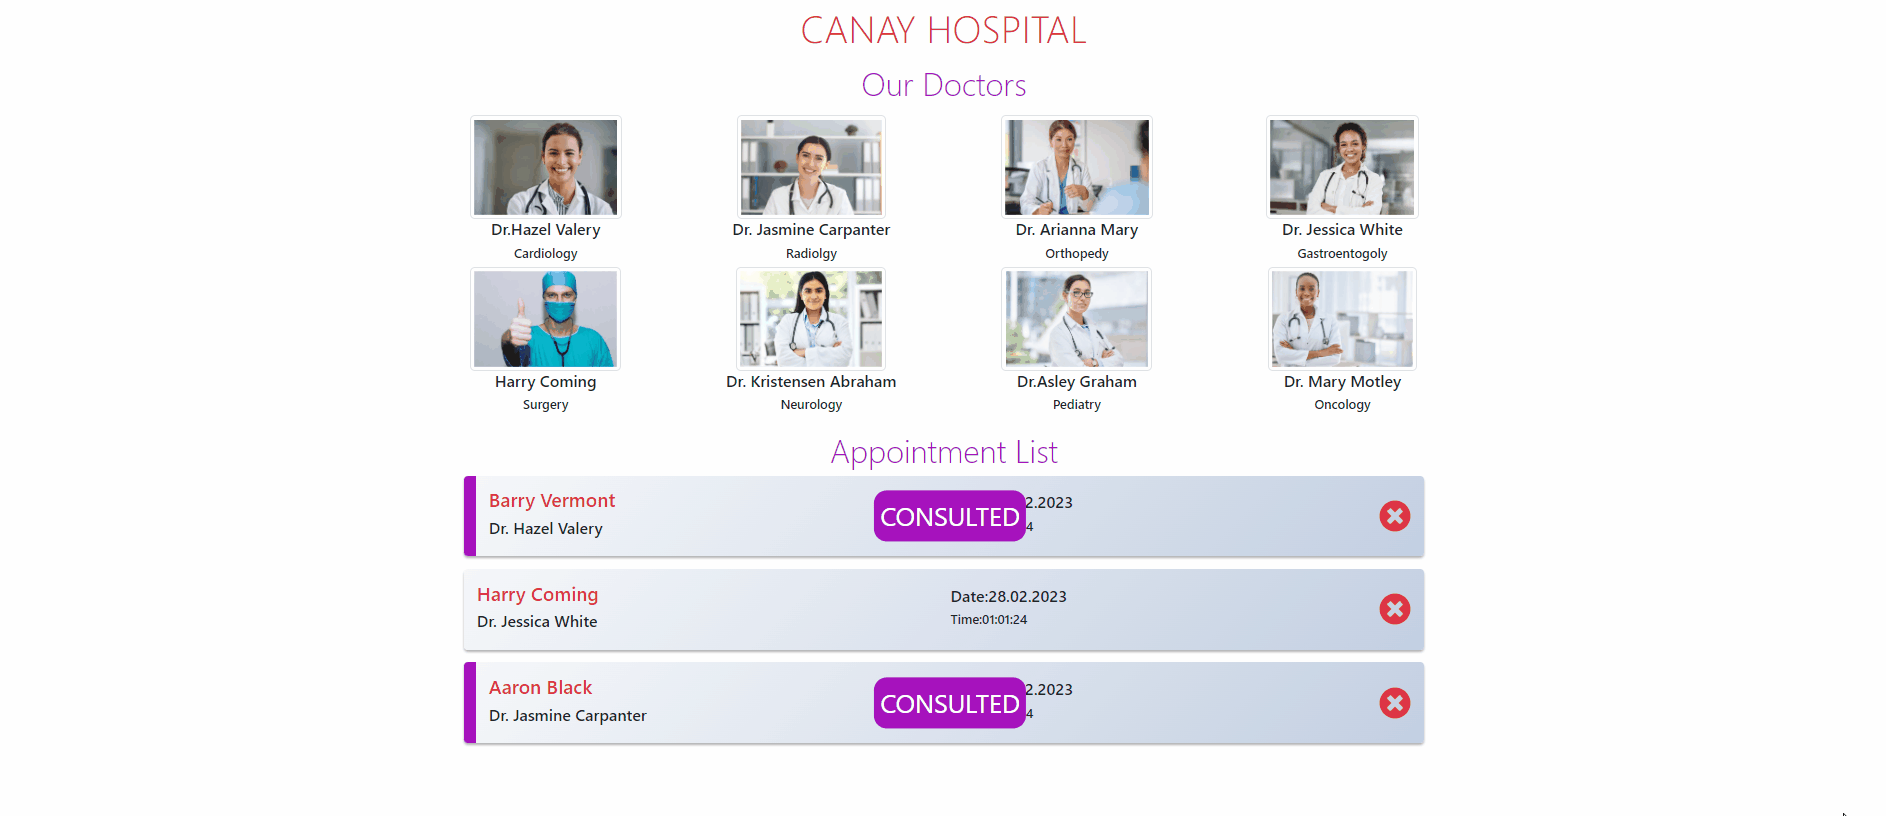 CANAY HOSPITAL
Our Doctors
Dr.Hazel Valery
Cardiology
Dr. Jasmine Carpanter
Radiolgy
Dr. Arianna Mary
Orthopedy
Dr. Jessica White
Gastroentogoly
Harry Coming
Surgery
Dr. Kristensen Abraham
Neurology
Dr.Asley Graham
Pediatry
Dr. Mary Motley
Oncology
Appointment List
Barry Vermont
Dr. Hazel Valery
CONSULTED
2.2023
4
Harry Coming
Dr. Jessica White
Date:28.02.2023
Time:01:01:24
Aaron Black
Dr. Jasmine Carpanter
CONSULTED
2.2023
4